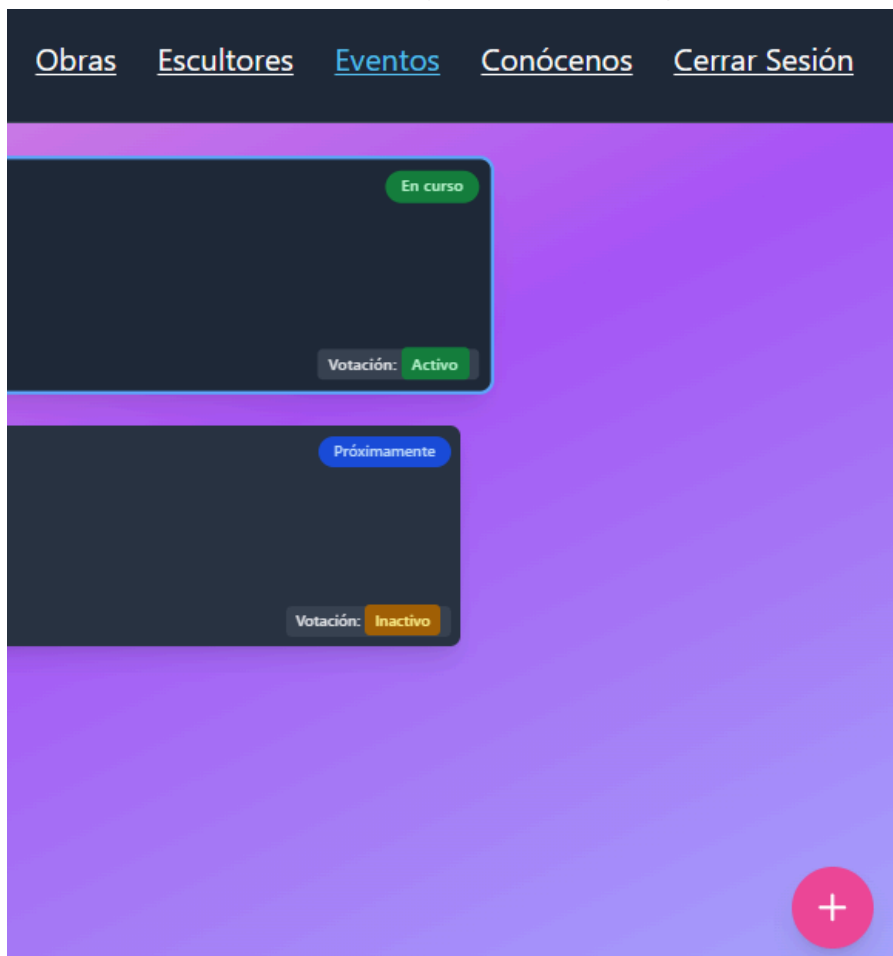 Obras Escultores Eventos Conócenos Cerrar Sesión
En curso
Votación: Activo
Próximamente
Votación: Inactivo
+